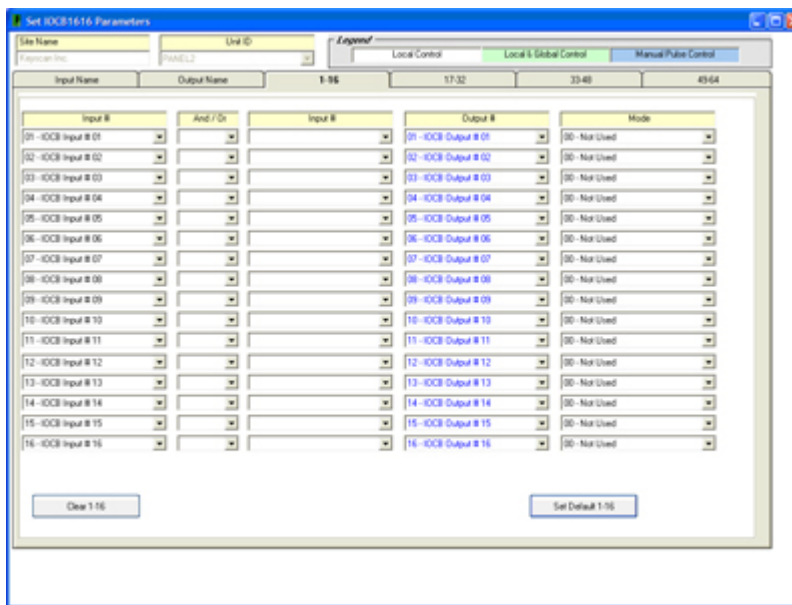 Set IOCB1616 Parameters
Site Name Unit ID Legend
Keyscan Inc. PANEL2 Local Control Local & Global Control Manual Pulse Control
Input Name Output Name 1-16 17-32 33-48 49-64
Input # And / Or Input # Output # Mode
01 - IOCB Input # 01 01 - IOCB Output # 01 00 - Not Used
02 - IOCB Input # 02 02 - IOCB Output # 02 00 - Not Used
03 - IOCB Input # 03 03 - IOCB Output # 03 00 - Not Used
04 - IOCB Input # 04 04 - IOCB Output # 04 00 - Not Used
05 - IOCB Input # 05 05 - IOCB Output # 05 00 - Not Used
06 - IOCB Input # 06 06 - IOCB Output # 06 00 - Not Used
07 - IOCB Input # 07 07 - IOCB Output # 07 00 - Not Used
08 - IOCB Input # 08 08 - IOCB Output # 08 00 - Not Used
09 - IOCB Input # 09 09 - IOCB Output # 09 00 - Not Used
10 - IOCB Input # 10 10 - IOCB Output # 10 00 - Not Used
11 - IOCB Input # 11 11 - IOCB Output # 11 00 - Not Used
12 - IOCB Input # 12 12 - IOCB Output # 12 00 - Not Used
13 - IOCB Input # 13 13 - IOCB Output # 13 00 - Not Used
14 - IOCB Input # 14 14 - IOCB Output # 14 00 - Not Used
15 - IOCB Input # 15 15 - IOCB Output # 15 00 - Not Used
16 - IOCB Input # 16 16 - IOCB Output # 16 00 - Not Used
Clear 1-16 Set Default 1-16